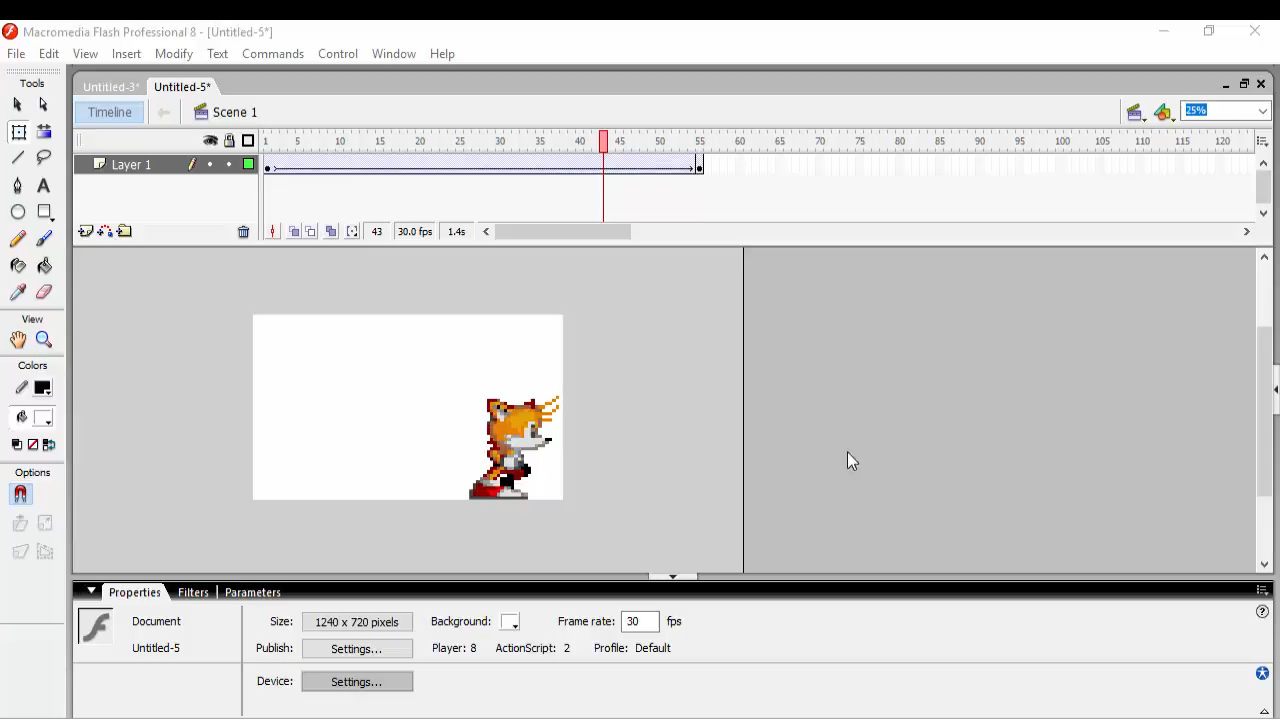 Macromedia Flash Professional 8 - [Untitled-5*]
File Edit View Insert Modify Text Commands Control Window Help
Tools
Untitled-3* Untitled-5*
Timeline Scene 1 25%
1 5 10 15 20 25 30 35 40 45 50 55 60 65 70 75 80 85 90 95 100 105 110 115 120
Layer 1
43 30.0 fps 1.4s
View
Colors
Options
Properties Filters Parameters
Document Size: 1240 x 720 pixels Background: Frame rate: 30 fps
Untitled-5 Publish: Settings... Player: 8 ActionScript: 2 Profile: Default
Device: Settings...